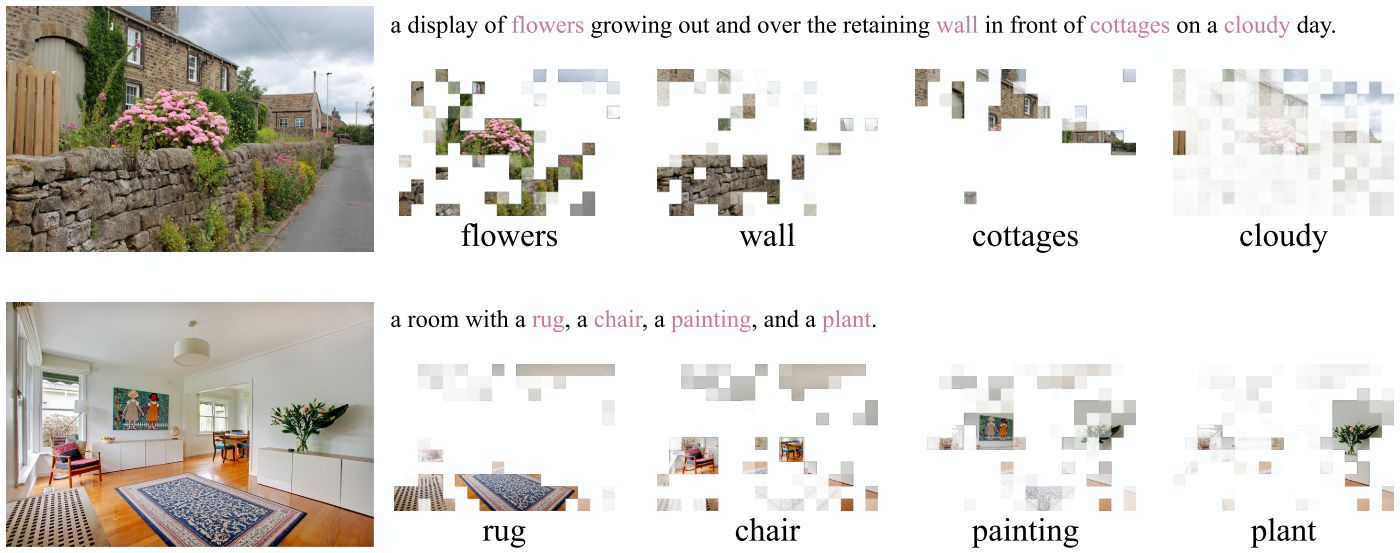 a display of flowers growing out and over the retaining wall in front of cottages on a cloudy day.
flowers wall cottages cloudy
a room with a rug, a chair, a painting, and a plant.
rug chair painting plant